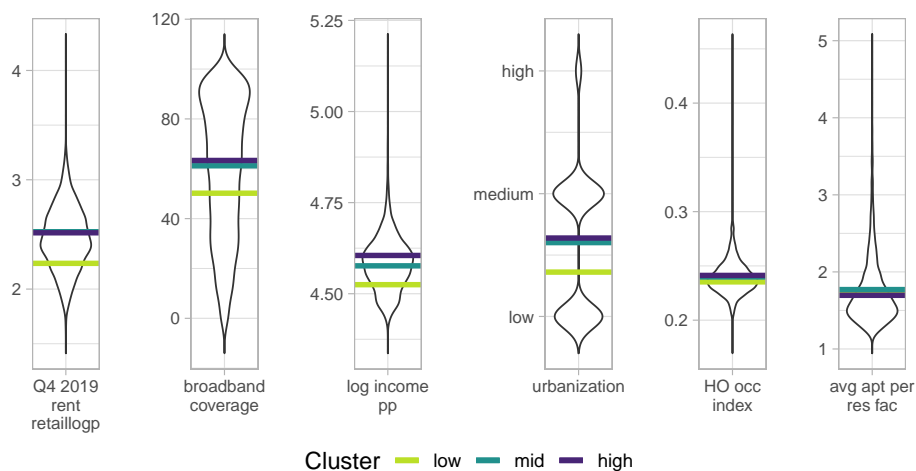 4
3
2
Q4 2019
rent
retaillogp
120
80
40
0
broadband
coverage
5.25
5.00
4.75
4.50
log income
pp
high
medium
low
urbanization
0.4
0.3
0.2
HO occ
index
5
4
3
2
1
avg apt per
res fac
Cluster low mid high